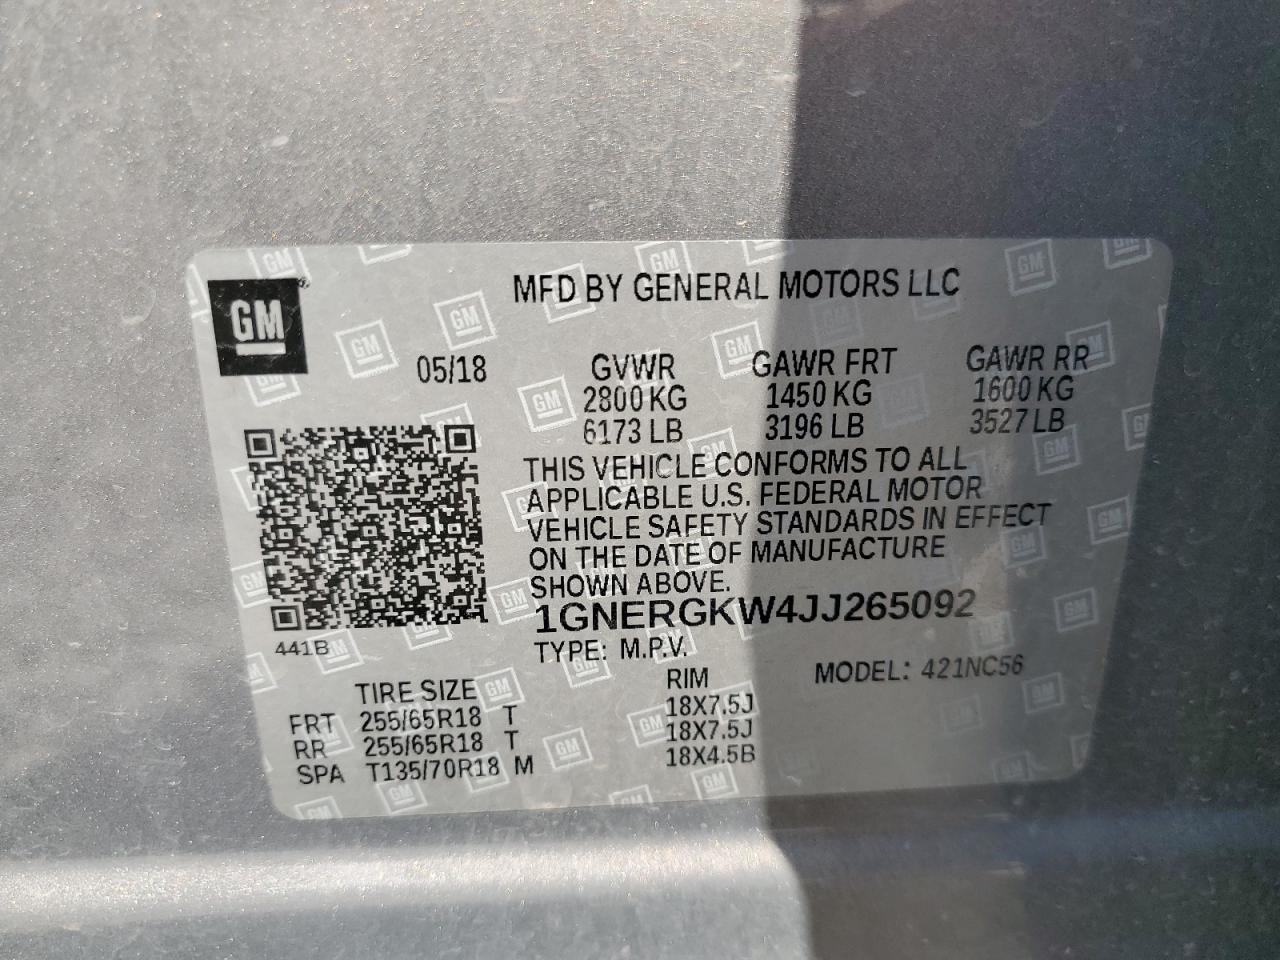 GM
MFD BY GENERAL MOTORS LLC
05/18 GVWR GAWR FRT GAWR RR
2800 KG 1450 KG 1600 KG
6173 LB 3196 LB 3527 LB
THIS VEHICLE CONFORMS TO ALL
APPLICABLE U.S. FEDERAL MOTOR
VEHICLE SAFETY STANDARDS IN EFFECT
ON THE DATE OF MANUFACTURE
SHOWN ABOVE.
1GNERGKW4JJ265092
441B
TYPE: M.P.V. MODEL: 421NC56
TIRE SIZE RIM
FRT 255/65R18 T 18X7.5J
RR 255/65R18 T 18X7.5J
SPA T135/70R18 M 18X4.5B